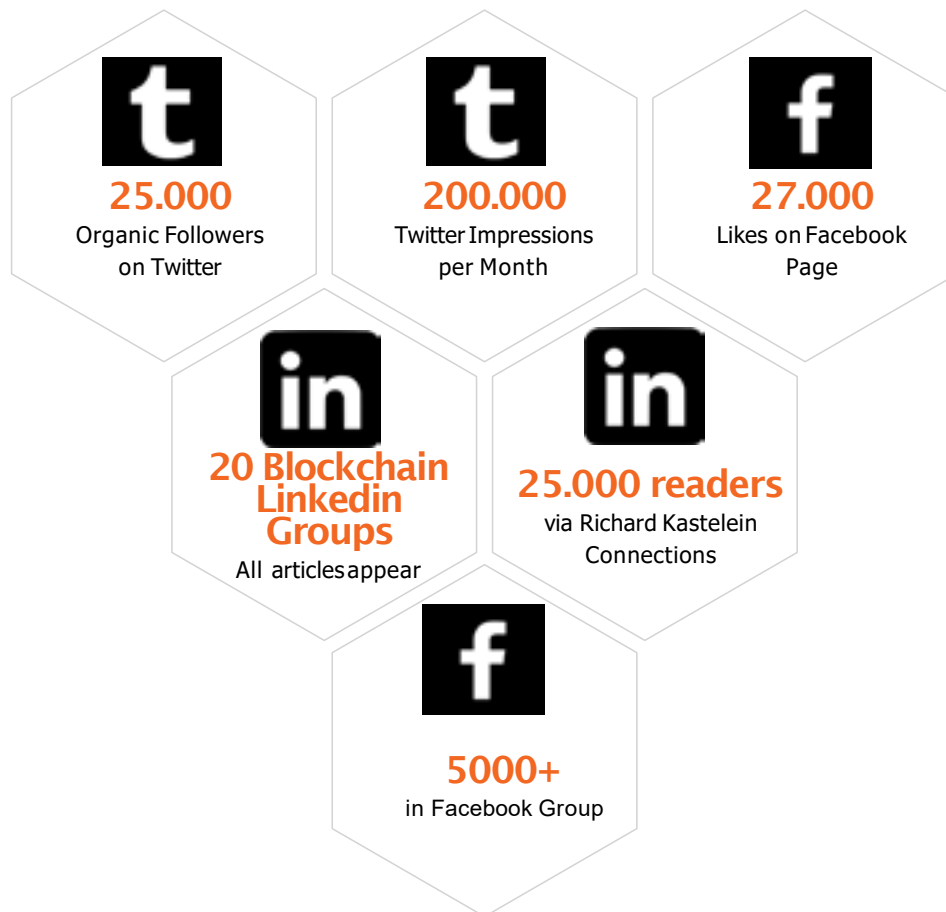 t
25.000
Organic Followers
on Twitter
t
200.000
Twitter Impressions
per Month
f
27.000
Likes on Facebook
Page
in
20 Blockchain
Linkedin
Groups
All articles appear
in
25.000 readers
via Richard Kastelein
Connections
f
5000+
in Facebook Group